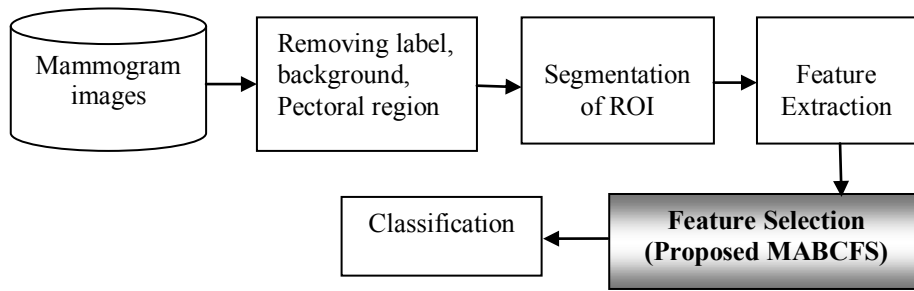 Mammogram
images
Removing label,
background,
Pectoral region
Segmentation
of ROI
Feature
Extraction
Feature Selection
(Proposed MABCFS)
Classification